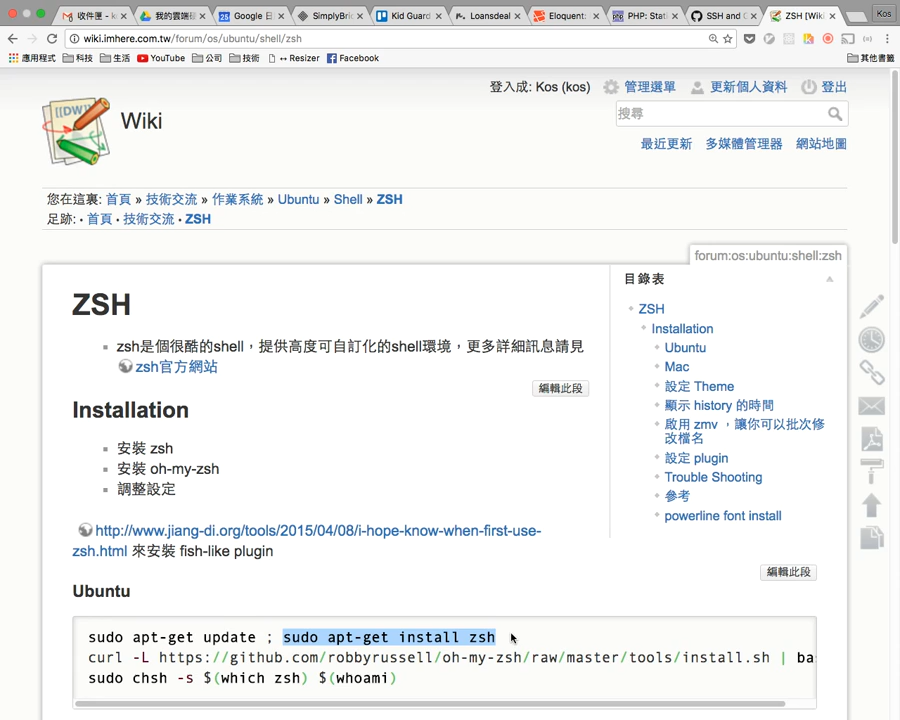 收件匣 - k
我的雲端硬
Google 日
SimplyBri
Kid Guard
Loansdeal
Eloquent:
PHP: Stati
SSH and
ZSH [Wiki
Kos
wiki.imhere.com.tw/forum/os/ubuntu/shell/zsh
應用程式 科技 生活 YouTube 公司 技術 ↔ Resizer Facebook 其他書籤
登入成: Kos (kos) 管理選單 更新個人資料 登出
[[DW]]
Wiki
搜尋
最近更新 多媒體管理器 網站地圖
您在這裏: 首頁 » 技術交流 » 作業系統 » Ubuntu » Shell » ZSH
足跡: • 首頁 • 技術交流 • ZSH
forum:os:ubuntu:shell:zsh
目錄表
ZSH
Installation
Ubuntu
Mac
設定 Theme
顯示 history 的時間
啟用 zmv ，讓你可以批次修
改檔名
設定 plugin
Trouble Shooting
參考
powerline font install
ZSH
zsh是個很酷的shell，提供高度可自訂化的shell環境，更多詳細訊息請見
zsh官方網站
編輯此段
Installation
安裝 zsh
安裝 oh-my-zsh
調整設定
http://www.jiang-di.org/tools/2015/04/08/i-hope-know-when-first-use-
zsh.html 來安裝 fish-like plugin
編輯此段
Ubuntu
sudo apt-get update ; sudo apt-get install zsh
curl -L https://github.com/robbyrussell/oh-my-zsh/raw/master/tools/install.sh | ba
sudo chsh -s $(which zsh) $(whoami)